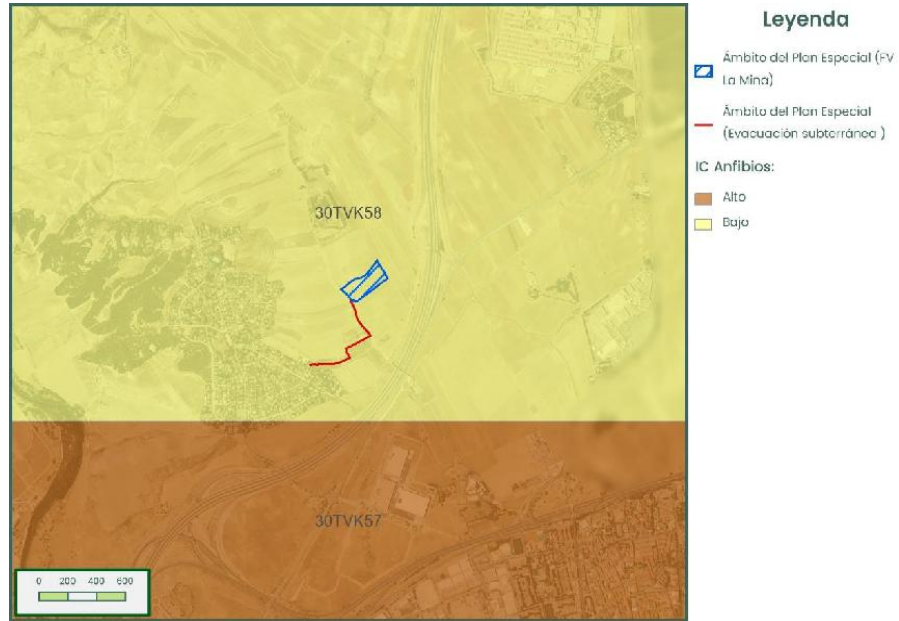 Leyenda
Ámbito del Plan Especial (FV
La Mina)
Ámbito del Plan Especial
(Evacuación subterránea )
IC Anfibios:
Alto
Bajo
30TVK58
30TVK57
0 200 400 600